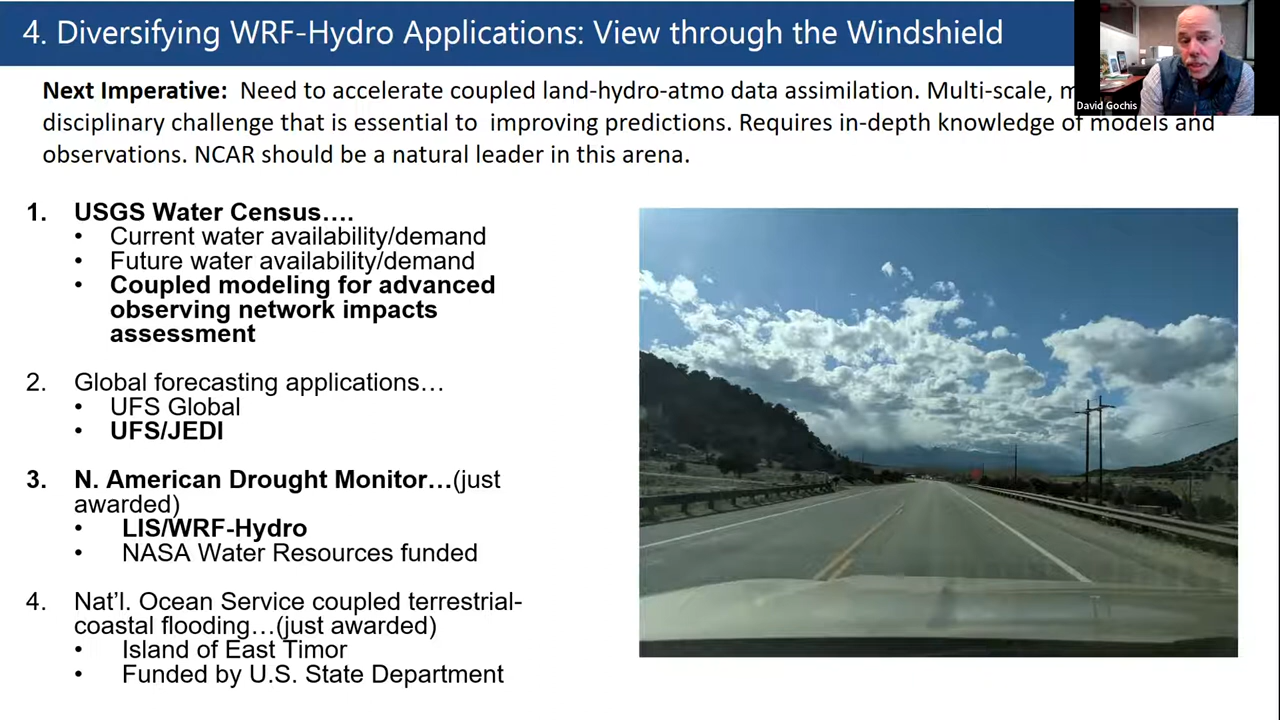 4. Diversifying WRF-Hydro Applications: View through the Windshield
David Gochis
Next Imperative: Need to accelerate coupled land-hydro-atmo data assimilation. Multi-scale,
disciplinary challenge that is essential to improving predictions. Requires in-depth knowledge of models and
observations. NCAR should be a natural leader in this arena.
1. USGS Water Census….
• Current water availability/demand
• Future water availability/demand
• Coupled modeling for advanced
observing network impacts
assessment
2. Global forecasting applications…
• UFS Global
• UFS/JEDI
3. N. American Drought Monitor…(just
awarded)
• LIS/WRF-Hydro
• NASA Water Resources funded
4. Nat’l. Ocean Service coupled terrestrial-
coastal flooding…(just awarded)
• Island of East Timor
• Funded by U.S. State Department